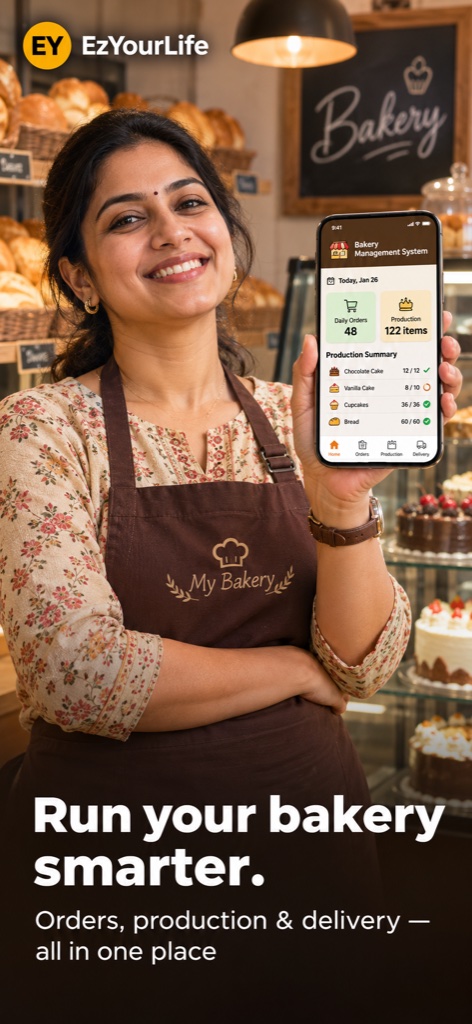 EY EzYourLife
Bakery
9:41
Bakery
Management System
Today, Jan 26
Daily Orders
48
Production
122 items
Production Summary
Chocolate Cake 12 / 12
Vanilla Cake 8 / 10
Cupcakes 36 / 36
Bread 60 / 60
Home Orders Production Delivery
My Bakery
Run your bakery
smarter.
Orders, production & delivery —
all in one place